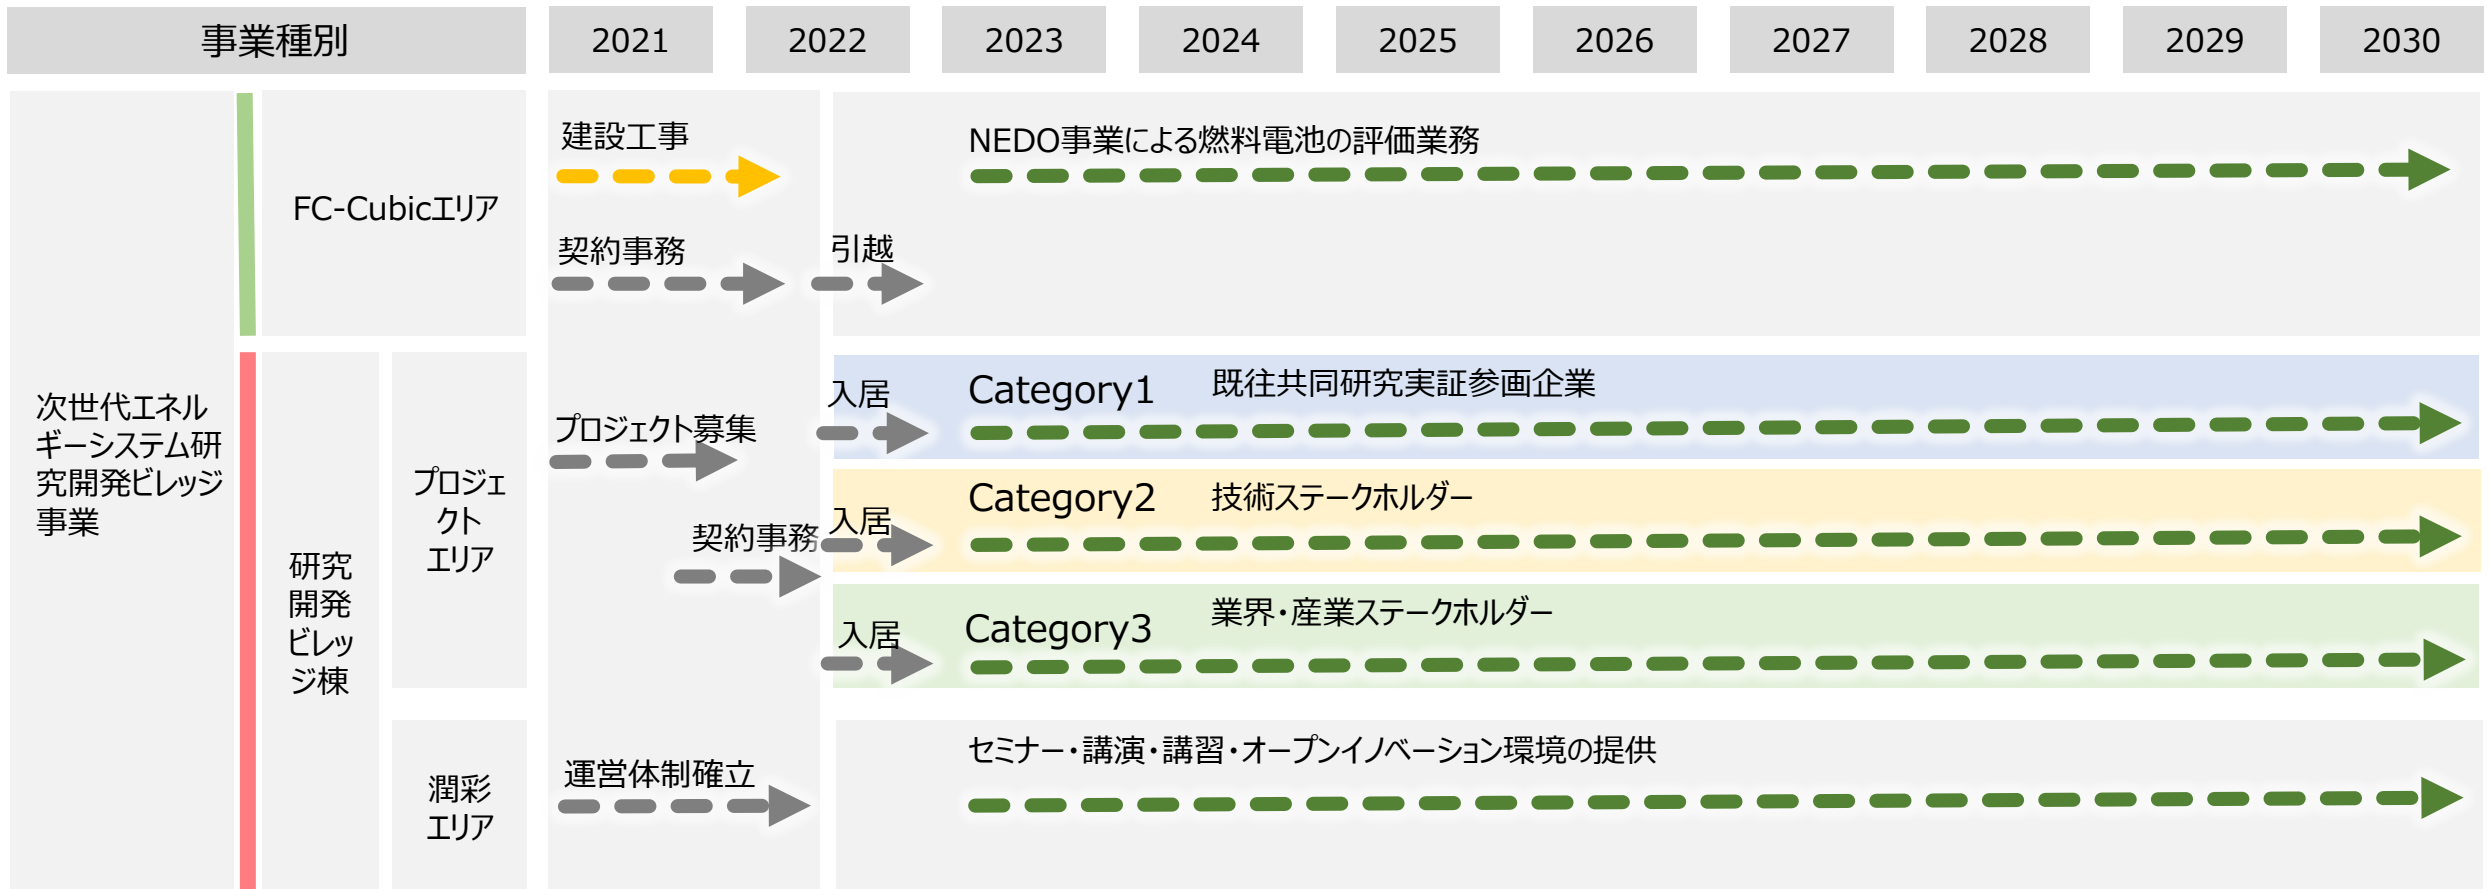 事業種別
2021
2022
2023
2024
2025
2026
2027
2028
2029
2030
次世代エネル
ギーシステム研
究開発ビレッジ
事業
FC-Cubicエリア
建設工事
NEDO事業による燃料電池の評価業務
契約事務
引越
研究
開発
ビレッ
ジ棟
プロジェ
クト
エリア
プロジェクト募集
契約事務
入居
Category1
既往共同研究実証参画企業
入居
Category2
技術ステークホルダー
入居
Category3
業界・産業ステークホルダー
潤彩
エリア
運営体制確立
セミナー・講演・講習・オープンイノベーション環境の提供